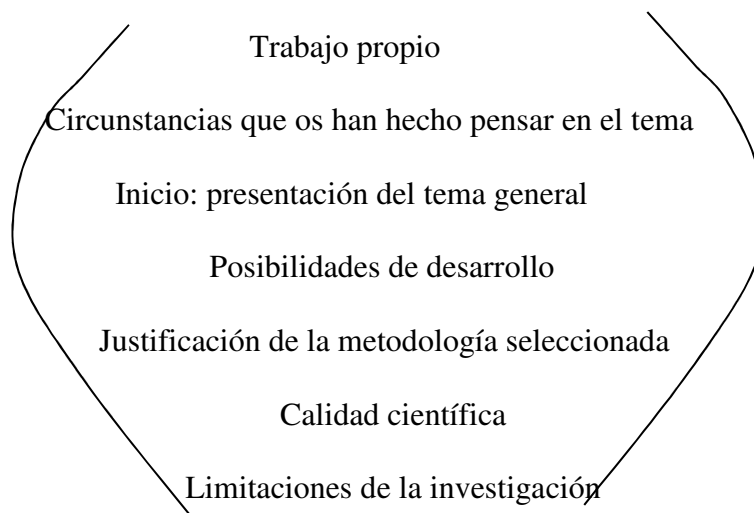 Trabajo propio
Circunstancias que os han hecho pensar en el tema
Inicio: presentación del tema general
Posibilidades de desarrollo
Justificación de la metodología seleccionada
Calidad científica
Limitaciones de la investigación